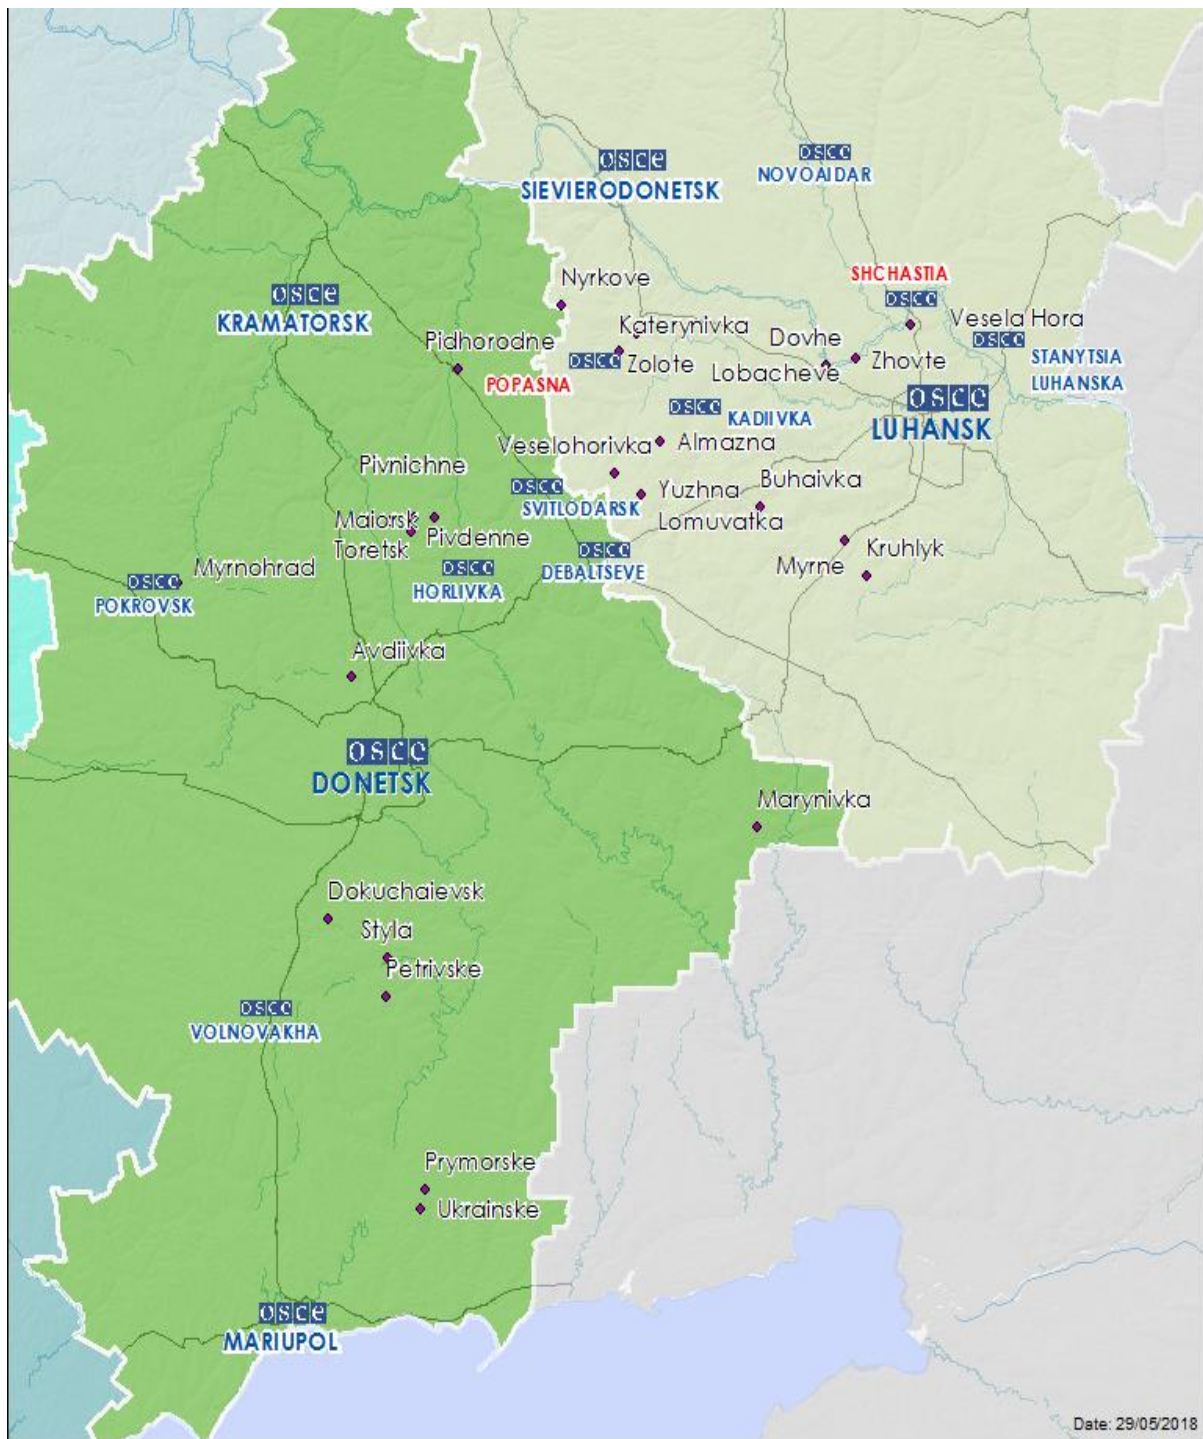 OSCE
SIEVIERODONETSK
OSCE
NOVOAIDAR
OSCE
KRAMATORSK
Nyrkove
SHCHASTIA
OSCE
Vesela Hora
OSCE
STANYTSIA
LUHANSKA
Katerynivka
Dovhe
Pidhorodne
OSCE
Zolote
Lobacheve
Zhovte
POPASNA
OSCE
KADIIVKA
OSCE
LUHANSK
Veselohorivka
Almazna
Pivnichne
OSCE
SVITLODARSK
Yuzhna
Buhaivka
Lomuvatka
Maiorsk
Toretsk
Pivdenne
OSCE
DEBALTSEVE
Myrne
Kruhlyk
OSCE
HORLIVKA
OSCE
Myrnohrad
POKROVSK
Avdiivka
OSCE
DONETSK
Marynivka
Dokuchaievsk
Styla
Petrivske
OSCE
VOLNOVAKHA
Prymorske
Ukrainske
OSCE
MARIUPOL
Date: 29/05/2018